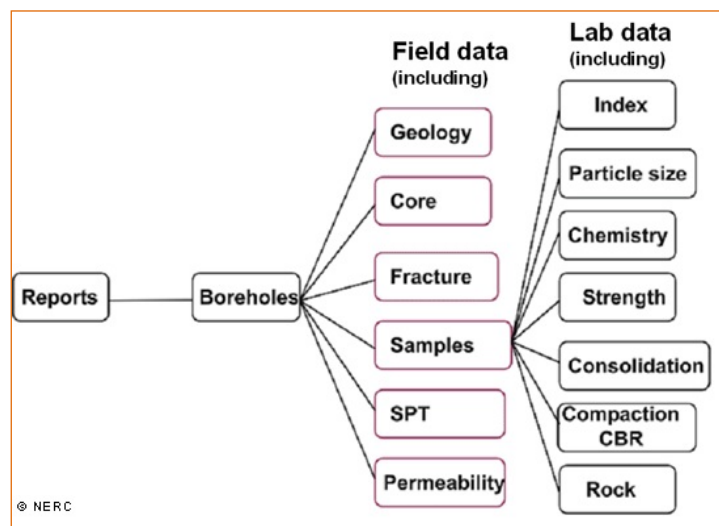 Field data
(including)
Lab data
(including)
Reports
Boreholes
Geology
Core
Fracture
Samples
SPT
Permeability
Index
Particle size
Chemistry
Strength
Consolidation
Compaction
CBR
Rock
© NERC